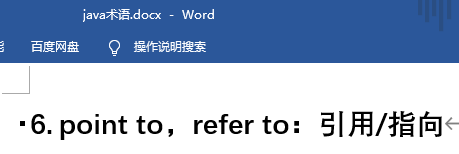 java术语.docx - Word
能 百度网盘 操作说明搜索
▪6. point to，refer to：引用/指向↵